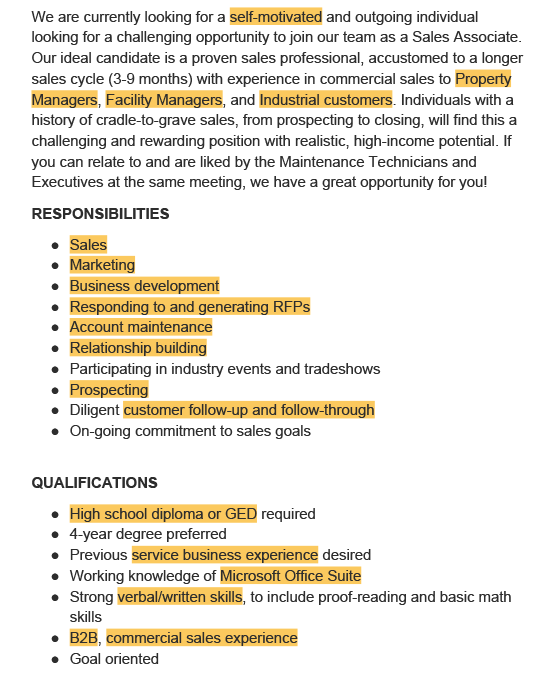 We are currently looking for a self-motivated and outgoing individual
looking for a challenging opportunity to join our team as a Sales Associate.
Our ideal candidate is a proven sales professional, accustomed to a longer
sales cycle (3-9 months) with experience in commercial sales to Property
Managers, Facility Managers, and Industrial customers. Individuals with a
history of cradle-to-grave sales, from prospecting to closing, will find this a
challenging and rewarding position with realistic, high-income potential. If
you can relate to and are liked by the Maintenance Technicians and
Executives at the same meeting, we have a great opportunity for you!
RESPONSIBILITIES
● Sales
● Marketing
● Business development
● Responding to and generating RFPs
● Account maintenance
● Relationship building
● Participating in industry events and tradeshows
● Prospecting
● Diligent customer follow-up and follow-through
● On-going commitment to sales goals
QUALIFICATIONS
● High school diploma or GED required
● 4-year degree preferred
● Previous service business experience desired
● Working knowledge of Microsoft Office Suite
● Strong verbal/written skills, to include proof-reading and basic math
skills
● B2B, commercial sales experience
● Goal oriented